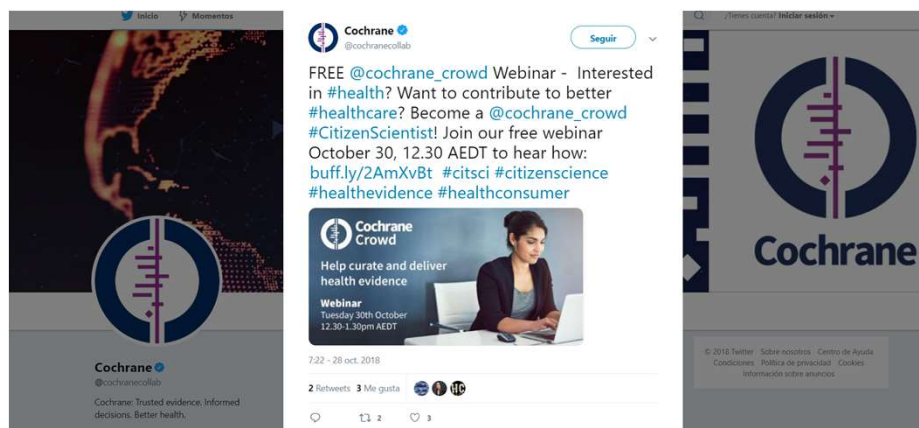 Inicio
Momentos
¿Tienes cuenta? Iniciar sesión
Cochrane
@cochranecollab
Seguir
FREE @cochrane_crowd Webinar - Interested
in #health? Want to contribute to better
#healthcare? Become a @cochrane_crowd
#CitizenScientist! Join our free webinar
October 30, 12.30 AEDT to hear how:
buff.ly/2AmXvBt #citsci #citizenscience
#healthevidence #healthconsumer
Cochrane
Crowd
Help curate and deliver
health evidence
Webinar
Tuesday 30th October
12.30-1.30pm AEDT
7:22 - 28 oct. 2018
2 Retweets 3 Me gusta
HC
2
3
Cochrane
@cochranecollab
Cochrane: Trusted evidence. Informed
decisions. Better health.
Cochrane
© 2018 Twitter Sobre nosotros Centro de Ayuda
Condiciones Política de privacidad Cookies
Información sobre anuncios